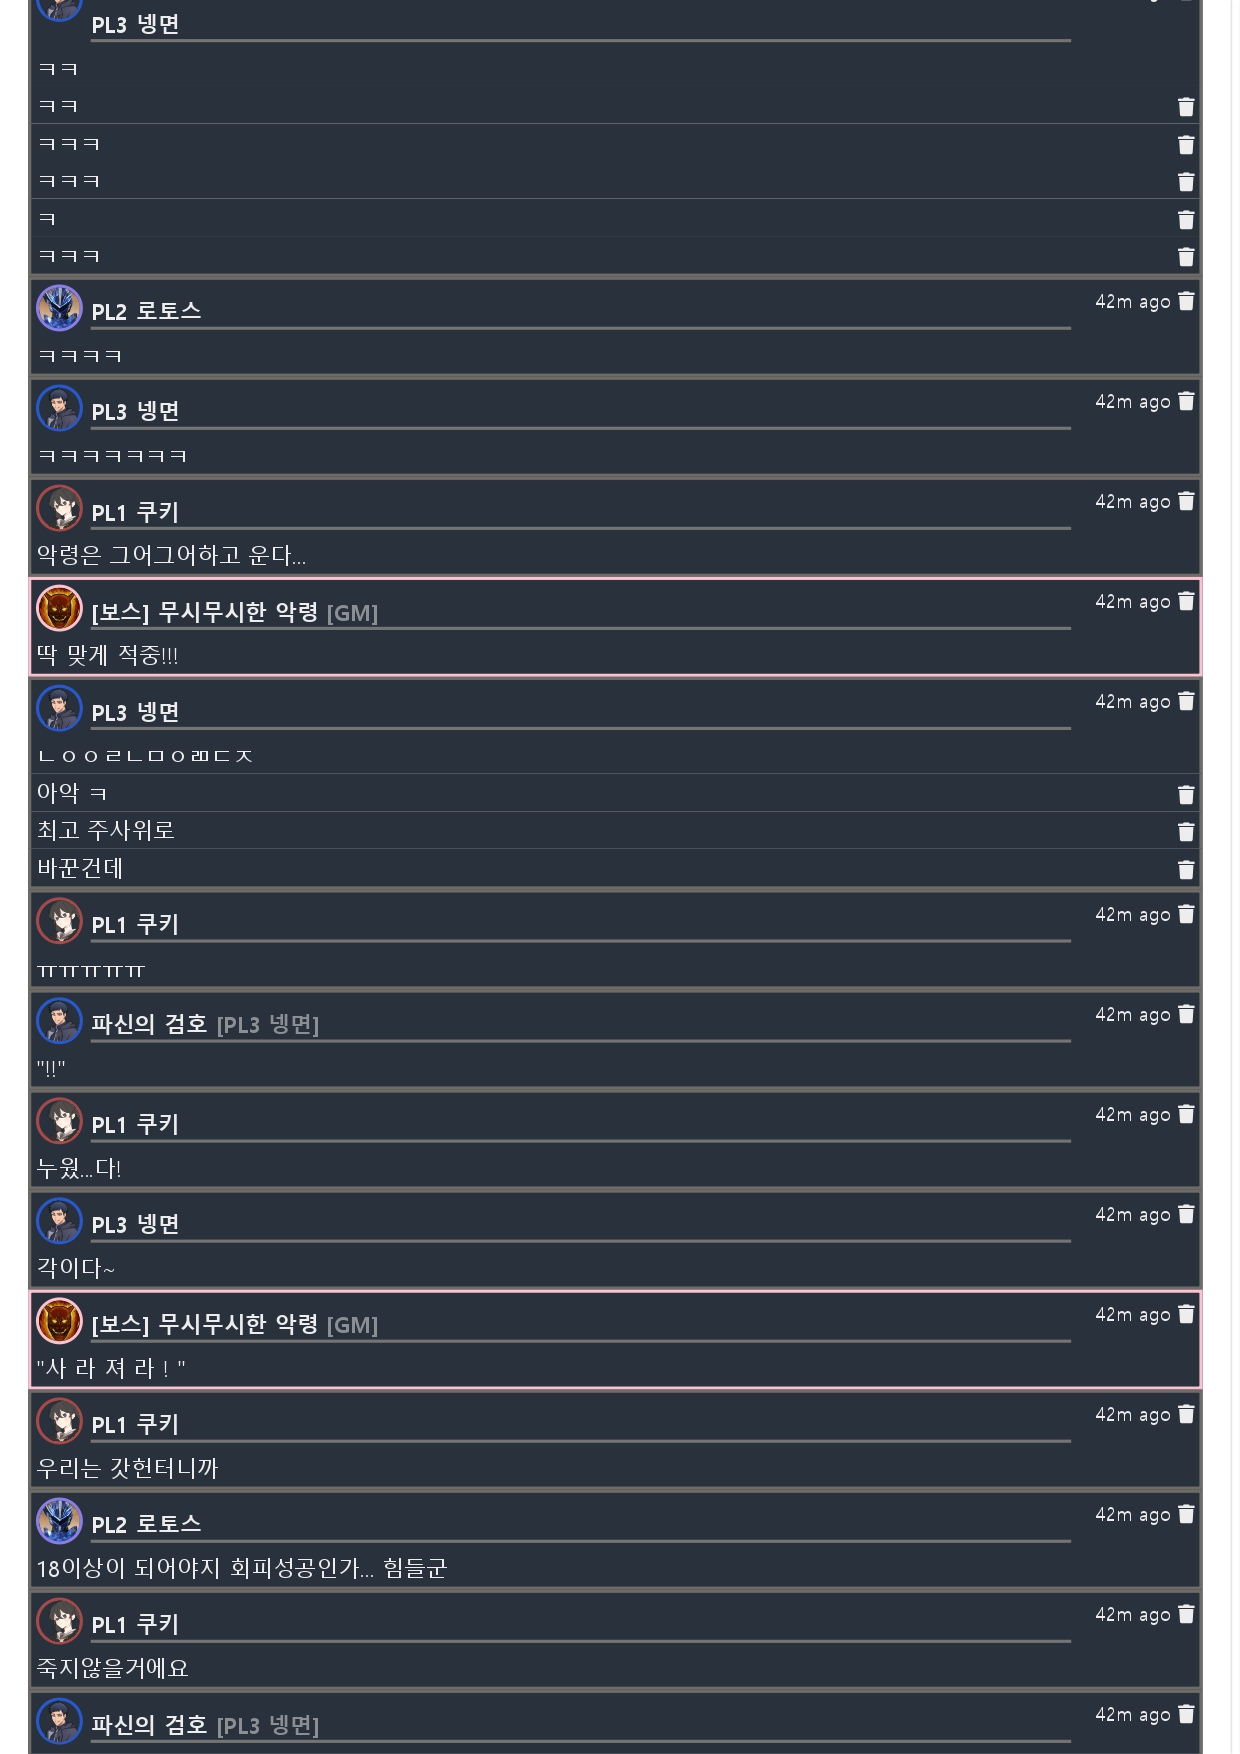 PL3 넹면
ㅋㅋ
ㅋㅋ
ㅋㅋㅋ
ㅋㅋㅋ
ㅋ
ㅋㅋㅋ
PL2 로토스
42m ago
ㅋㅋㅋㅋ
PL3 넹면
42m ago
ㅋㅋㅋㅋㅋㅋㅋ
PL1 쿠키
42m ago
악령은 그어그어하고 운다...
[보스] 무시무시한 악령 [GM]
42m ago
딱 맞게 적중!!!
PL3 넹면
42m ago
ㄴㅇㅇㄹㄴㅁㅇㄻㄷㅈ
아악 ㅋ
최고 주사위로
바꾼건데
PL1 쿠키
42m ago
ㅠㅠㅠㅠㅠ
파신의 검호 [PL3 넹면]
42m ago
"!!"
PL1 쿠키
42m ago
누웠...다!
PL3 넹면
42m ago
각이다~
[보스] 무시무시한 악령 [GM]
42m ago
"사 라 져 라 ! "
PL1 쿠키
42m ago
우리는 갓헌터니까
PL2 로토스
42m ago
18이상이 되어야지 회피성공인가... 힘들군
PL1 쿠키
42m ago
죽지않을거에요
파신의 검호 [PL3 넹면]
42m ago